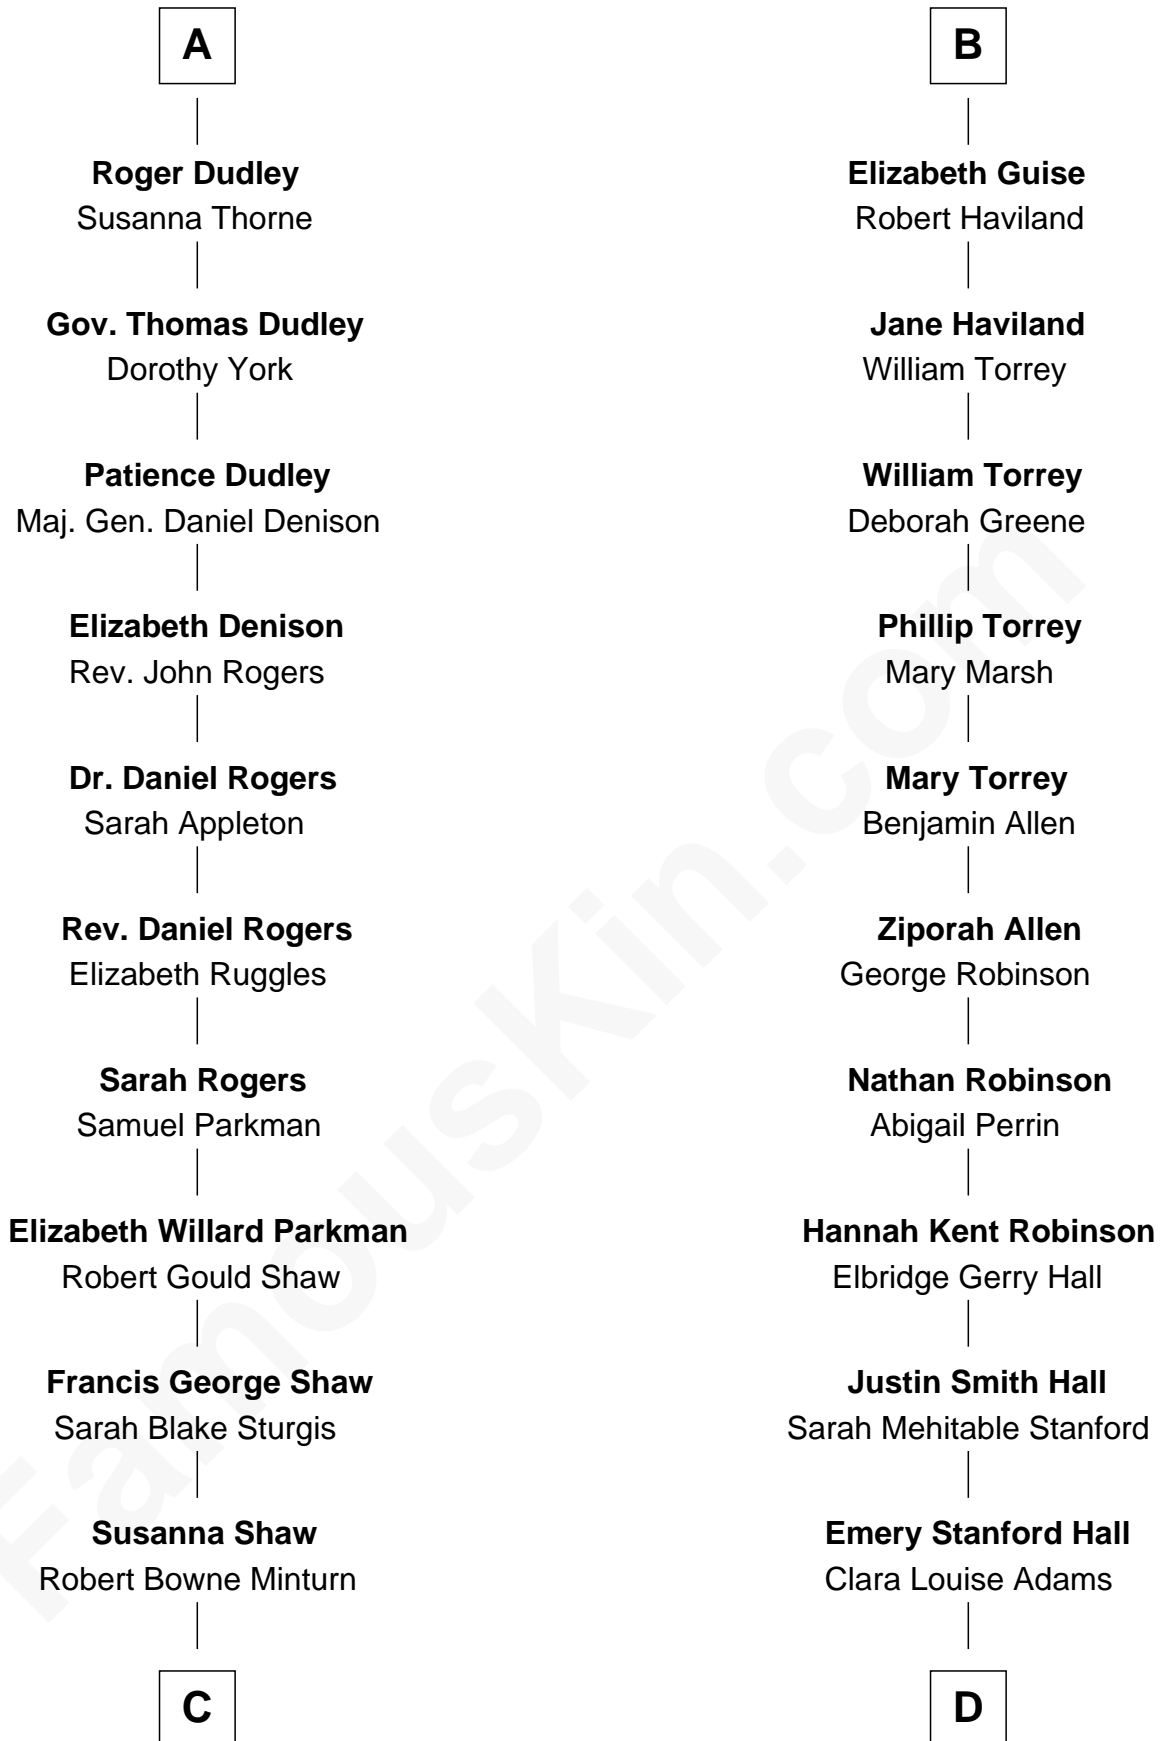 A
Roger Dudley
Susanna Thorne
Gov. Thomas Dudley
Dorothy York
Patience Dudley
Maj. Gen. Daniel Denison
Elizabeth Denison
Rev. John Rogers
Dr. Daniel Rogers
Sarah Appleton
Rev. Daniel Rogers
Elizabeth Ruggles
Sarah Rogers
Samuel Parkman
Elizabeth Willard Parkman
Robert Gould Shaw
Francis George Shaw
Sarah Blake Sturgis
Susanna Shaw
Robert Bowne Minturn
C
B
Elizabeth Guise
Robert Haviland
Jane Haviland
William Torrey
William Torrey
Deborah Greene
Phillip Torrey
Mary Marsh
Mary Torrey
Benjamin Allen
Ziporah Allen
George Robinson
Nathan Robinson
Abigail Perrin
Hannah Kent Robinson
Elbridge Gerry Hall
Justin Smith Hall
Sarah Mehitable Stanford
Emery Stanford Hall
Clara Louise Adams
D
FamousKin.com